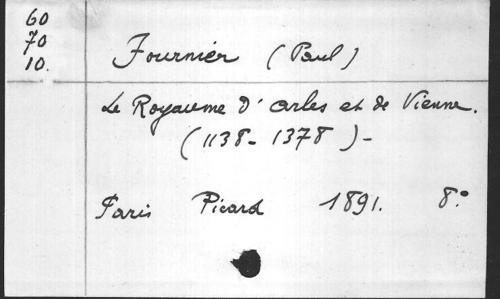 60
70
10.
Fournier (Paul)
Le Royaume d'Arles et de Vienne.
(1138-1378)-
Paris Picard 1891. 8°